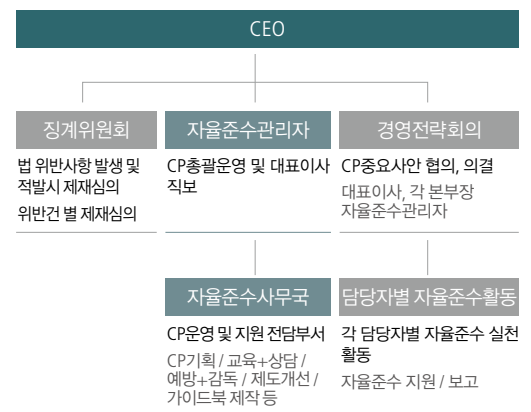 CEO
징계위원회
법 위반사항 발생 및
적발시 제재심의
위반건 별 제재심의
자율준수관리자
CP총괄운영 및 대표이사
직보
경영전략회의
CP중요사안 협의, 의결
대표이사, 각 본부장
자율준수관리자
자율준수사무국
CP운영 및 지원 전담부서
CP기획 / 교육+상담 /
예방+감독 / 제도개선 /
가이드북 제작 등
담당자별 자율준수활동
각 담당자별 자율준수 실천
활동
자율준수 지원 / 보고